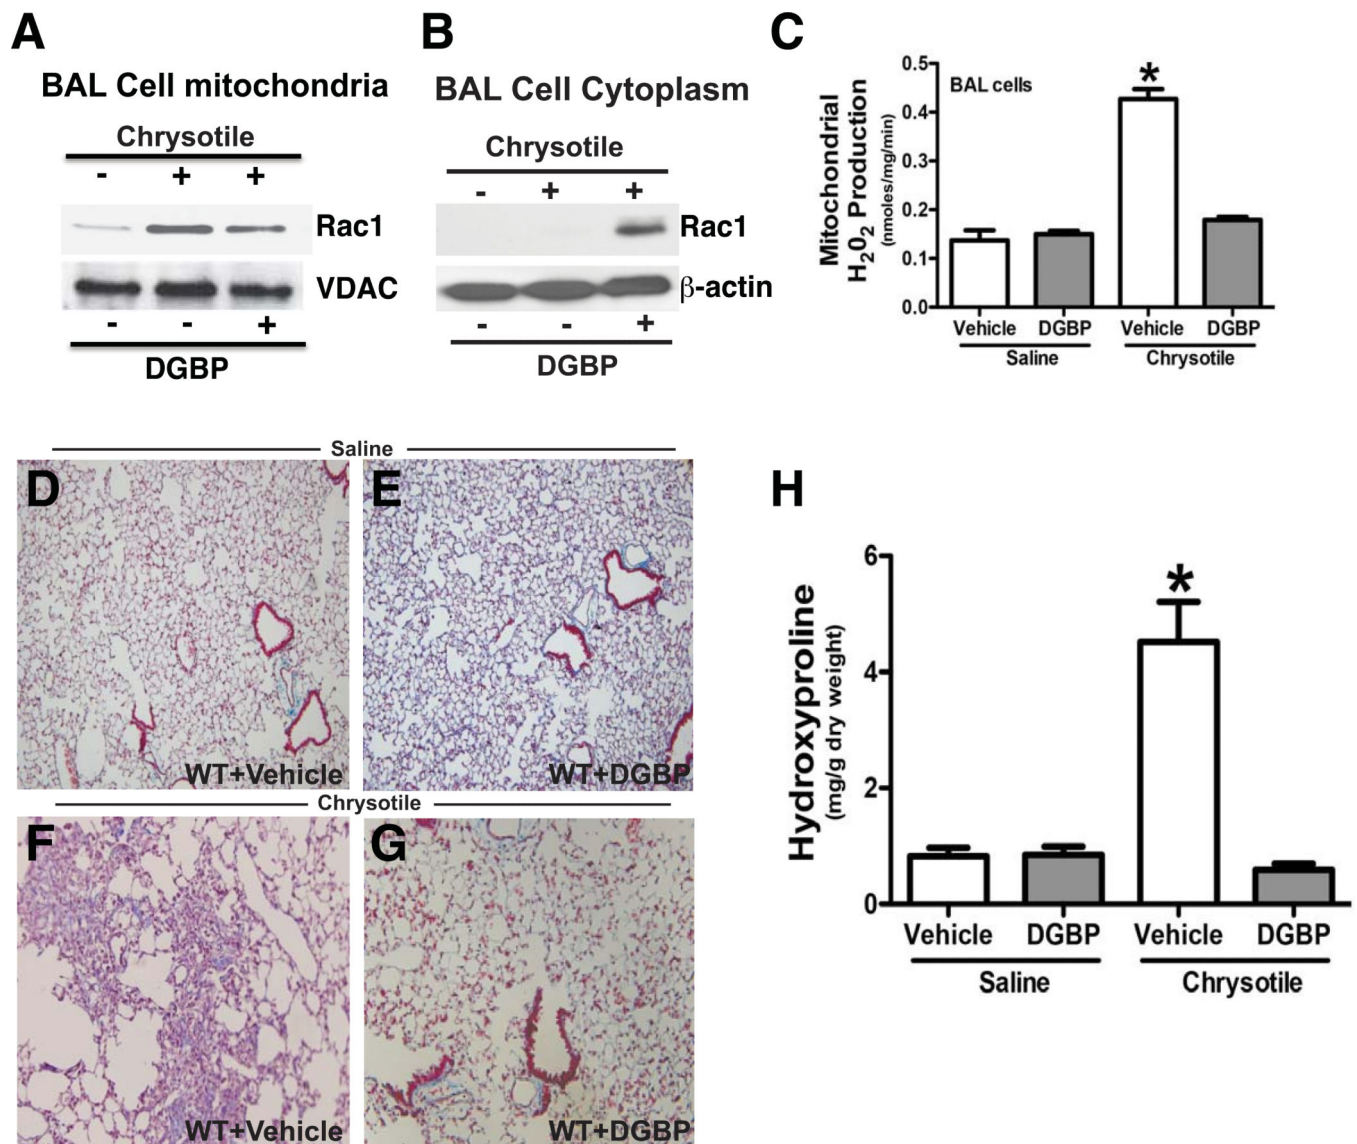 A
BAL Cell mitochondria
Chrysotile
- + +
Rac1
VDAC
- - +
DGBP
B
BAL Cell Cytoplasm
Chrysotile
- + +
Rac1
β-actin
- - +
DGBP
C
Mitochondrial
H202 Production
(nmoles/mg/min)
0.5
0.4
0.3
0.2
0.1
0.0
BAL cells
*
Vehicle DGBP Vehicle DGBP
Saline Chrysotile
Saline
D
WT+Vehicle
E
WT+DGBP
Chrysotile
F
WT+Vehicle
G
WT+DGBP
H
Hydroxyproline
(mg/g dry weight)
6
4
2
0
*
Vehicle DGBP Vehicle DGBP
Saline Chrysotile